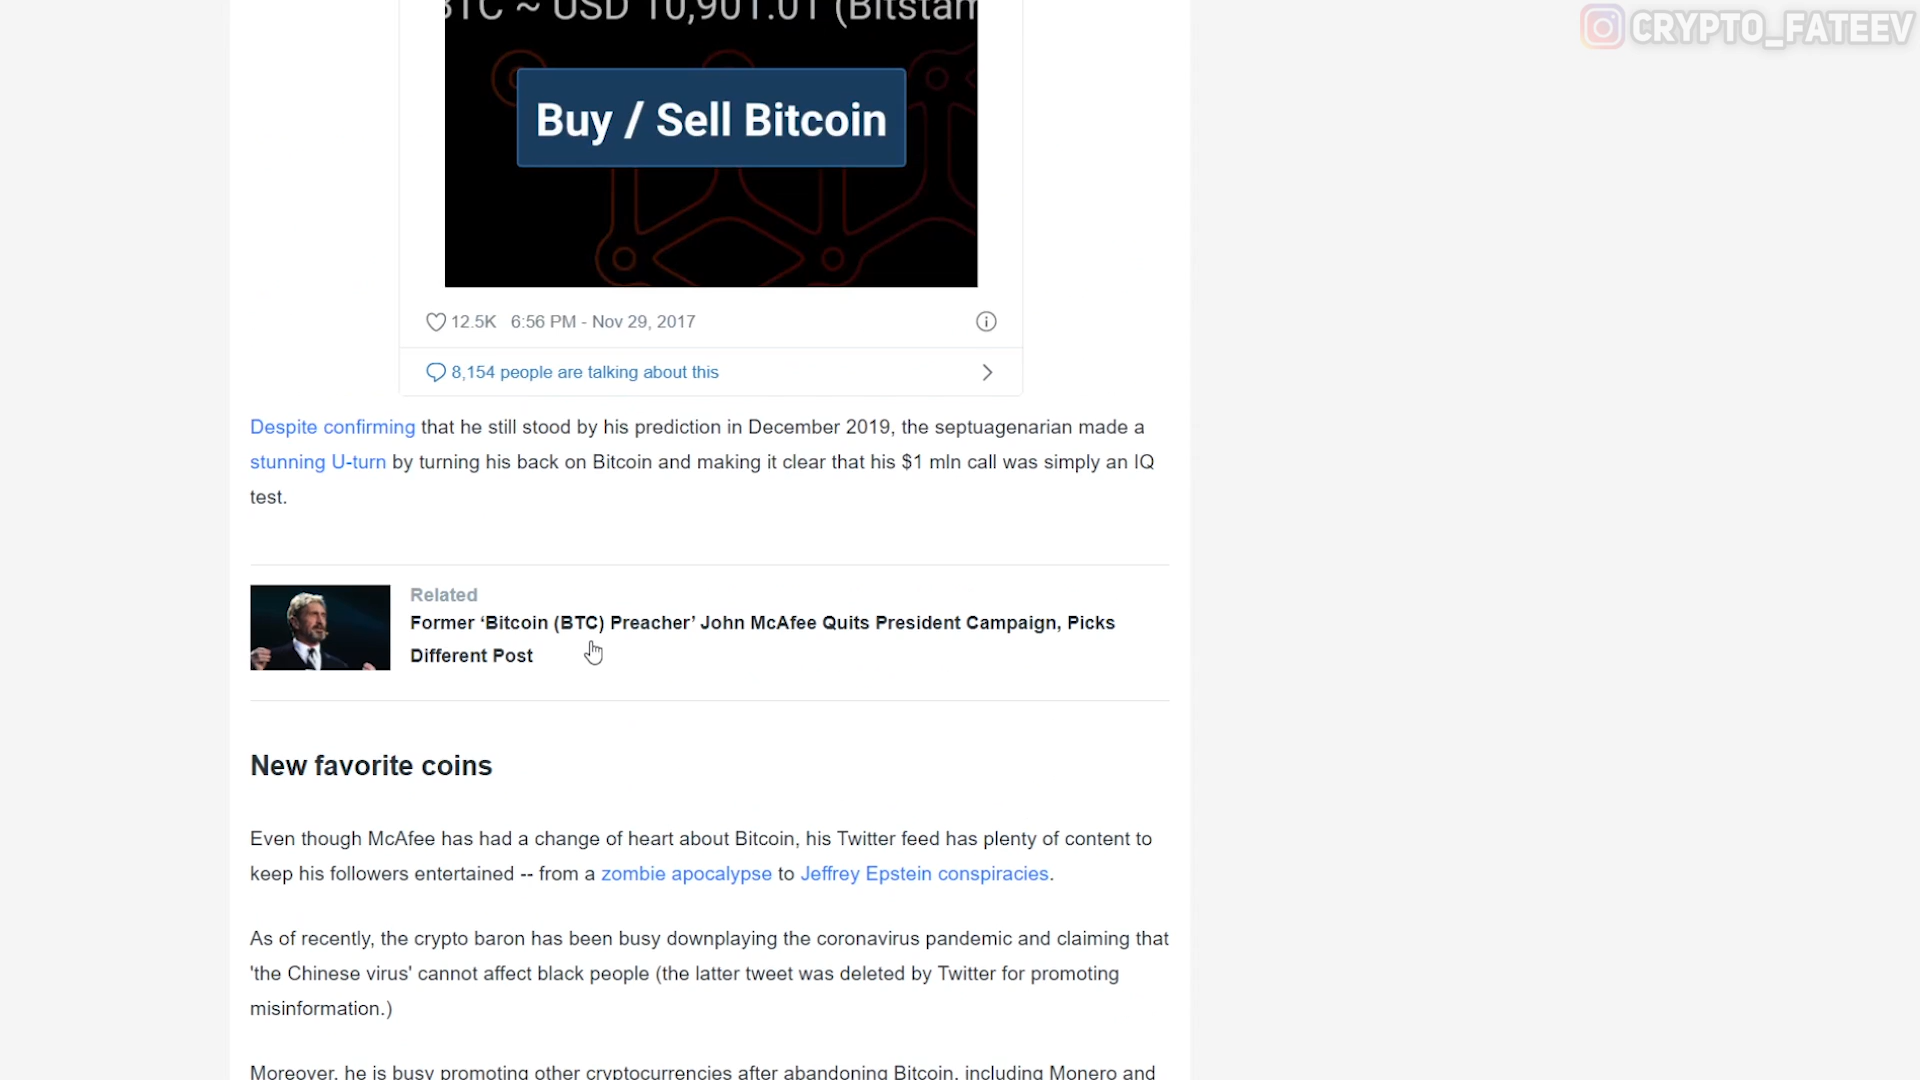 BTC ~ USD 10,901.01 (Bitstam
CRYPTO_FATEEV
Buy / Sell Bitcoin
12.5K 6:56 PM - Nov 29, 2017
8,154 people are talking about this
Despite confirming that he still stood by his prediction in December 2019, the septuagenarian made a
stunning U-turn by turning his back on Bitcoin and making it clear that his $1 mln call was simply an IQ
test.
Related
Former ‘Bitcoin (BTC) Preacher’ John McAfee Quits President Campaign, Picks
Different Post
New favorite coins
Even though McAfee has had a change of heart about Bitcoin, his Twitter feed has plenty of content to
keep his followers entertained -- from a zombie apocalypse to Jeffrey Epstein conspiracies.
As of recently, the crypto baron has been busy downplaying the coronavirus pandemic and claiming that
'the Chinese virus' cannot affect black people (the latter tweet was deleted by Twitter for promoting
misinformation.)
Moreover, he is busy promoting other cryptocurrencies after abandoning Bitcoin, including Monero and